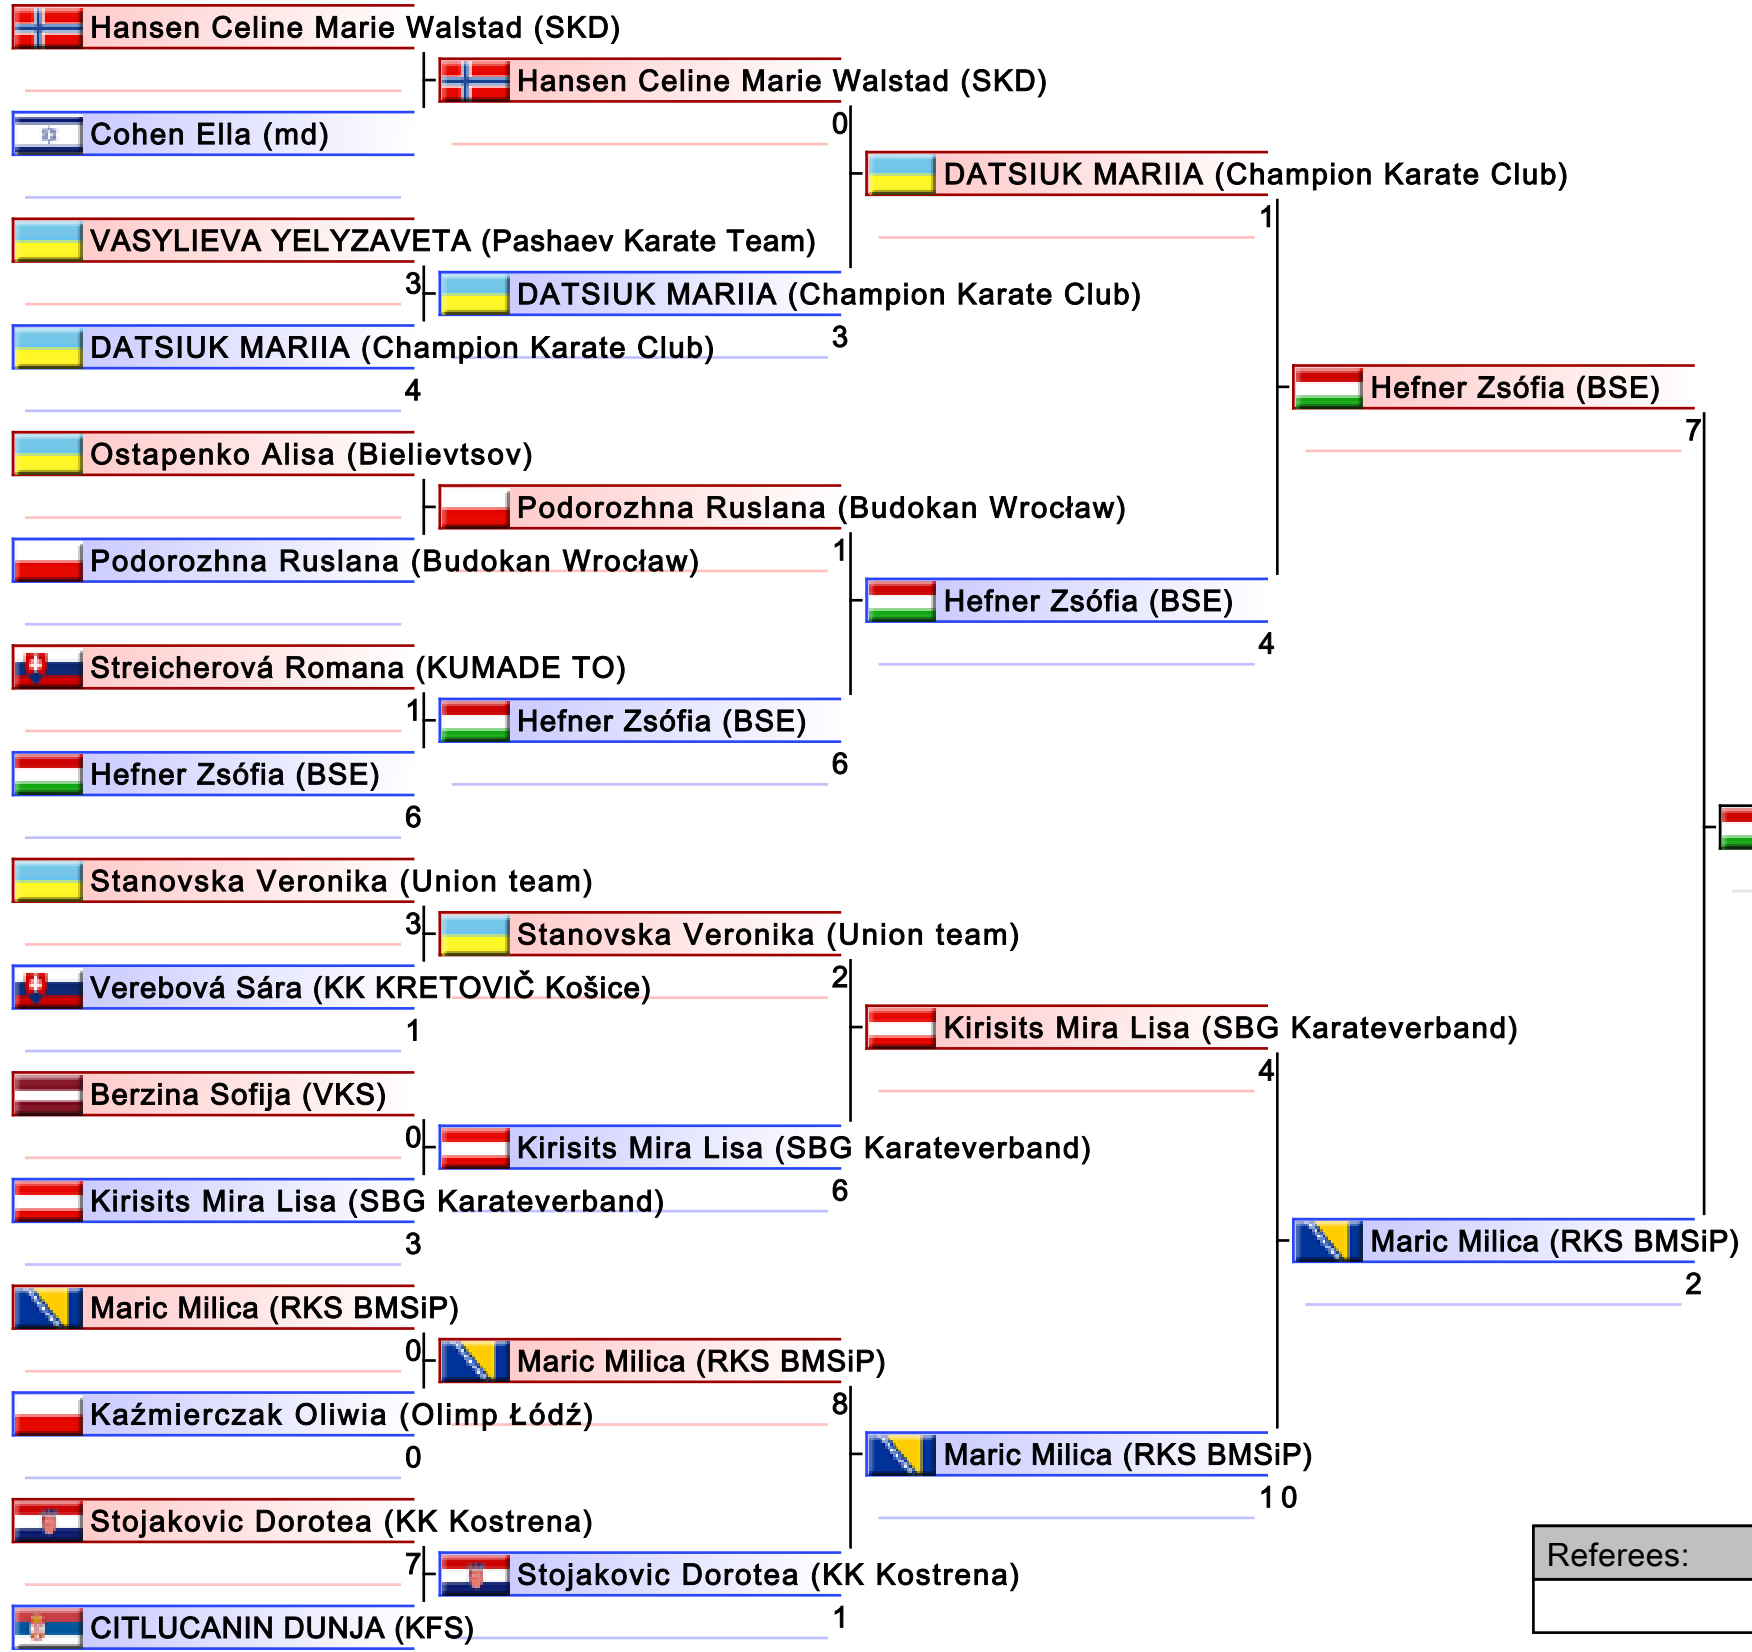 Hansen Celine Marie Walstad (SKD)
Hansen Celine Marie Walstad (SKD)
0
Cohen Ella (md)
DATSIUK MARIIA (Champion Karate Club)
1
VASYLIEVA YELYZAVETA (Pashaev Karate Team)
3
DATSIUK MARIIA (Champion Karate Club)
3
DATSIUK MARIIA (Champion Karate Club)
4
Hefner Zsófia (BSE)
7
Ostapenko Alisa (Bielievtsov)
Podorozhna Ruslana (Budokan Wrocław)
1
Podorozhna Ruslana (Budokan Wrocław)
Hefner Zsófia (BSE)
4
Streicherová Romana (KUMADE TO)
1
Hefner Zsófia (BSE)
6
Hefner Zsófia (BSE)
6
Stanovska Veronika (Union team)
3
Stanovska Veronika (Union team)
2
Verebová Sára (KK KRETOVIČ Košice)
1
Kirisits Mira Lisa (SBG Karateverband)
4
Berzina Sofija (VKS)
0
Kirisits Mira Lisa (SBG Karateverband)
6
Kirisits Mira Lisa (SBG Karateverband)
3
Maric Milica (RKS BMSiP)
2
Maric Milica (RKS BMSiP)
0
Maric Milica (RKS BMSiP)
8
Kaźmierczak Oliwia (Olimp Łódź)
0
Maric Milica (RKS BMSiP)
10
Stojakovic Dorotea (KK Kostrena)
7
Stojakovic Dorotea (KK Kostrena)
1
CITLUCANIN DUNJA (KFS)
Referees: